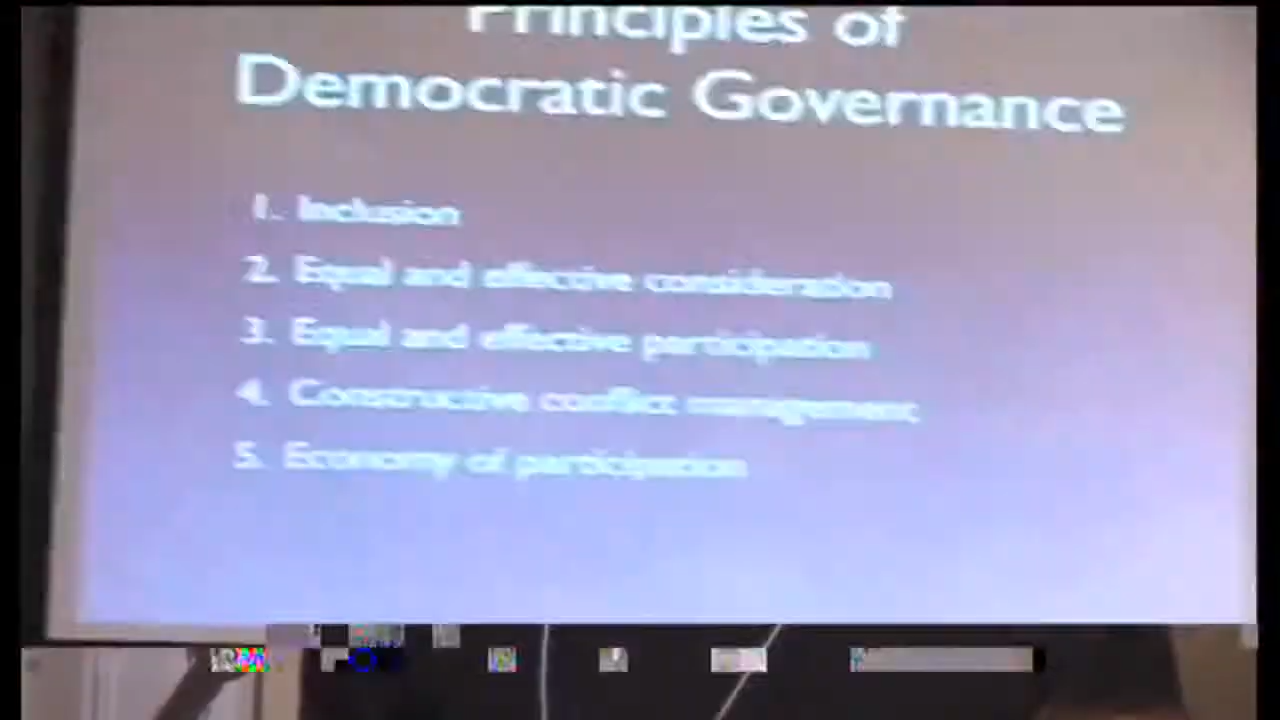 Principles of
Democratic Governance
1. Inclusion
2. Equal and effective consideration
3. Equal and effective participation
4. Constructive conflict management
5. Economy of participation